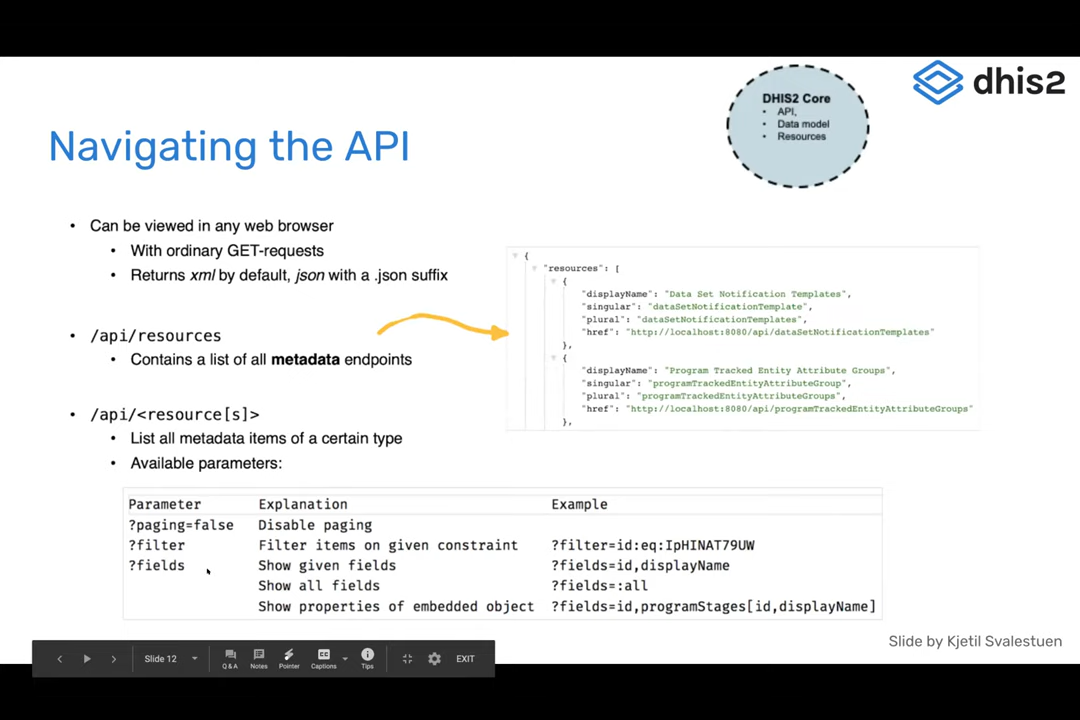 dhis2
DHIS2 Core
• API,
• Data model
• Resources
Navigating the API
• Can be viewed in any web browser
• With ordinary GET-requests
• Returns xml by default, json with a .json suffix
• /api/resources
• Contains a list of all metadata endpoints
• /api/<resource[s]>
• List all metadata items of a certain type
• Available parameters:
{
"resources": [
{
"displayName": "Data Set Notification Templates",
"singular": "dataSetNotificationTemplate",
"plural": "dataSetNotificationTemplates",
"href": "http://localhost:8080/api/dataSetNotificationTemplates"
},
{
"displayName": "Program Tracked Entity Attribute Groups",
"singular": "programTrackedEntityAttributeGroup",
"plural": "programTrackedEntityAttributeGroups",
"href": "http://localhost:8080/api/programTrackedEntityAttributeGroups"
},
Parameter Explanation Example
?paging=false Disable paging
?filter Filter items on given constraint ?filter=id:eq:IpHINAT79UW
?fields Show given fields ?fields=id,displayName
Show all fields ?fields=:all
Show properties of embedded object ?fields=id,programStages[id,displayName]
Slide by Kjetil Svalestuen
Slide 12 Q & A Notes Pointer Captions Tips EXIT